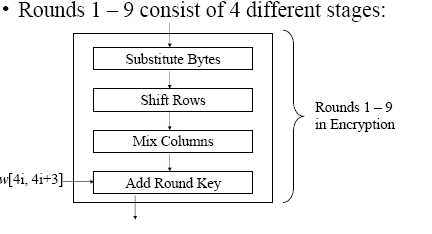 • Rounds 1 – 9 consist of 4 different stages:
Substitute Bytes
Shift Rows
Mix Columns
Add Round Key
w[4i, 4i+3]
Rounds 1 – 9
in Encryption